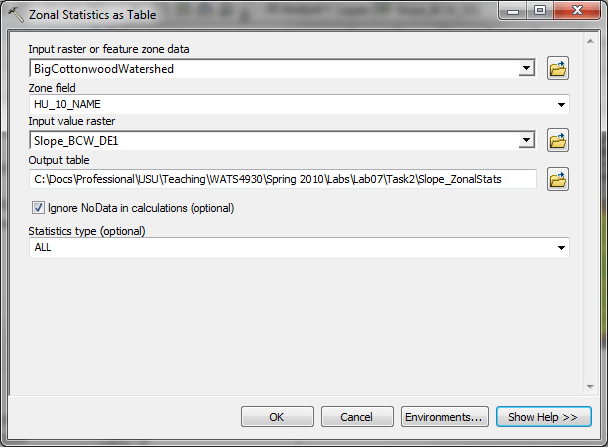 Zonal Statistics as Table
Input raster or feature zone data
BigCottonwoodWatershed
Zone field
HU_10_NAME
Input value raster
Slope_BCW_DE1
Output table
C:\Docs\Professional\USU\Teaching\WATS4930\Spring 2010\Labs\Lab07\Task2\Slope_ZonalStats
Ignore NoData in calculations (optional)
Statistics type (optional)
ALL
OK
Cancel
Environments...
Show Help >>